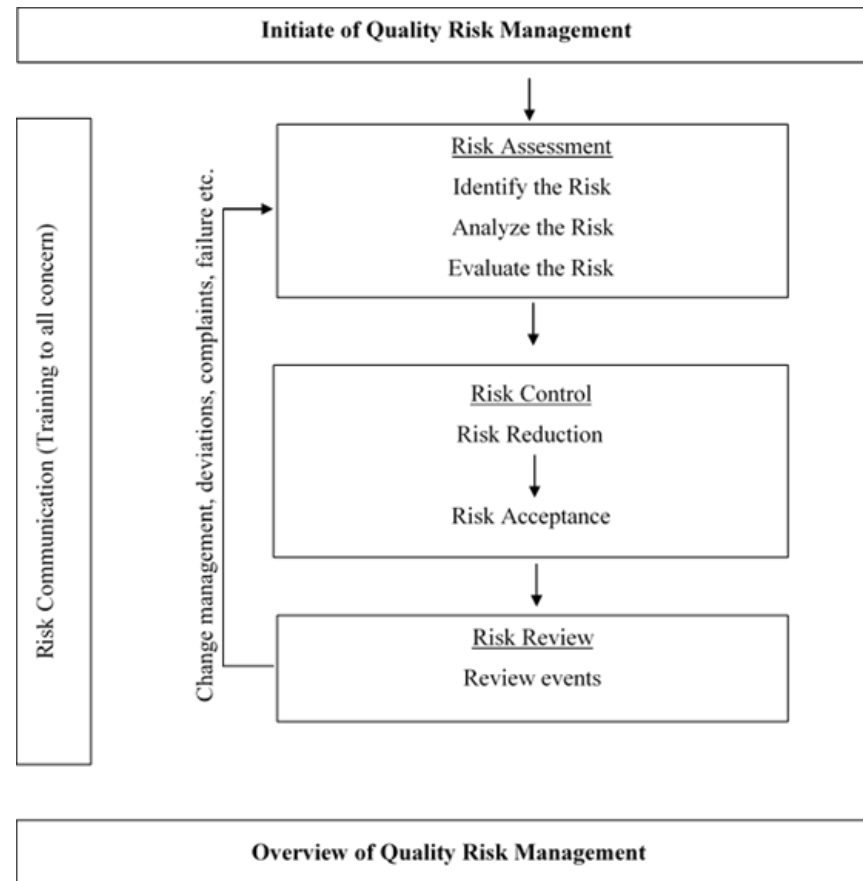 Initiate of Quality Risk Management
Risk Communication (Training to all concern)
Change management, deviations, complaints, failure etc.
Risk Assessment
Identify the Risk
Analyze the Risk
Evaluate the Risk
Risk Control
Risk Reduction
Risk Acceptance
Risk Review
Review events
Overview of Quality Risk Management